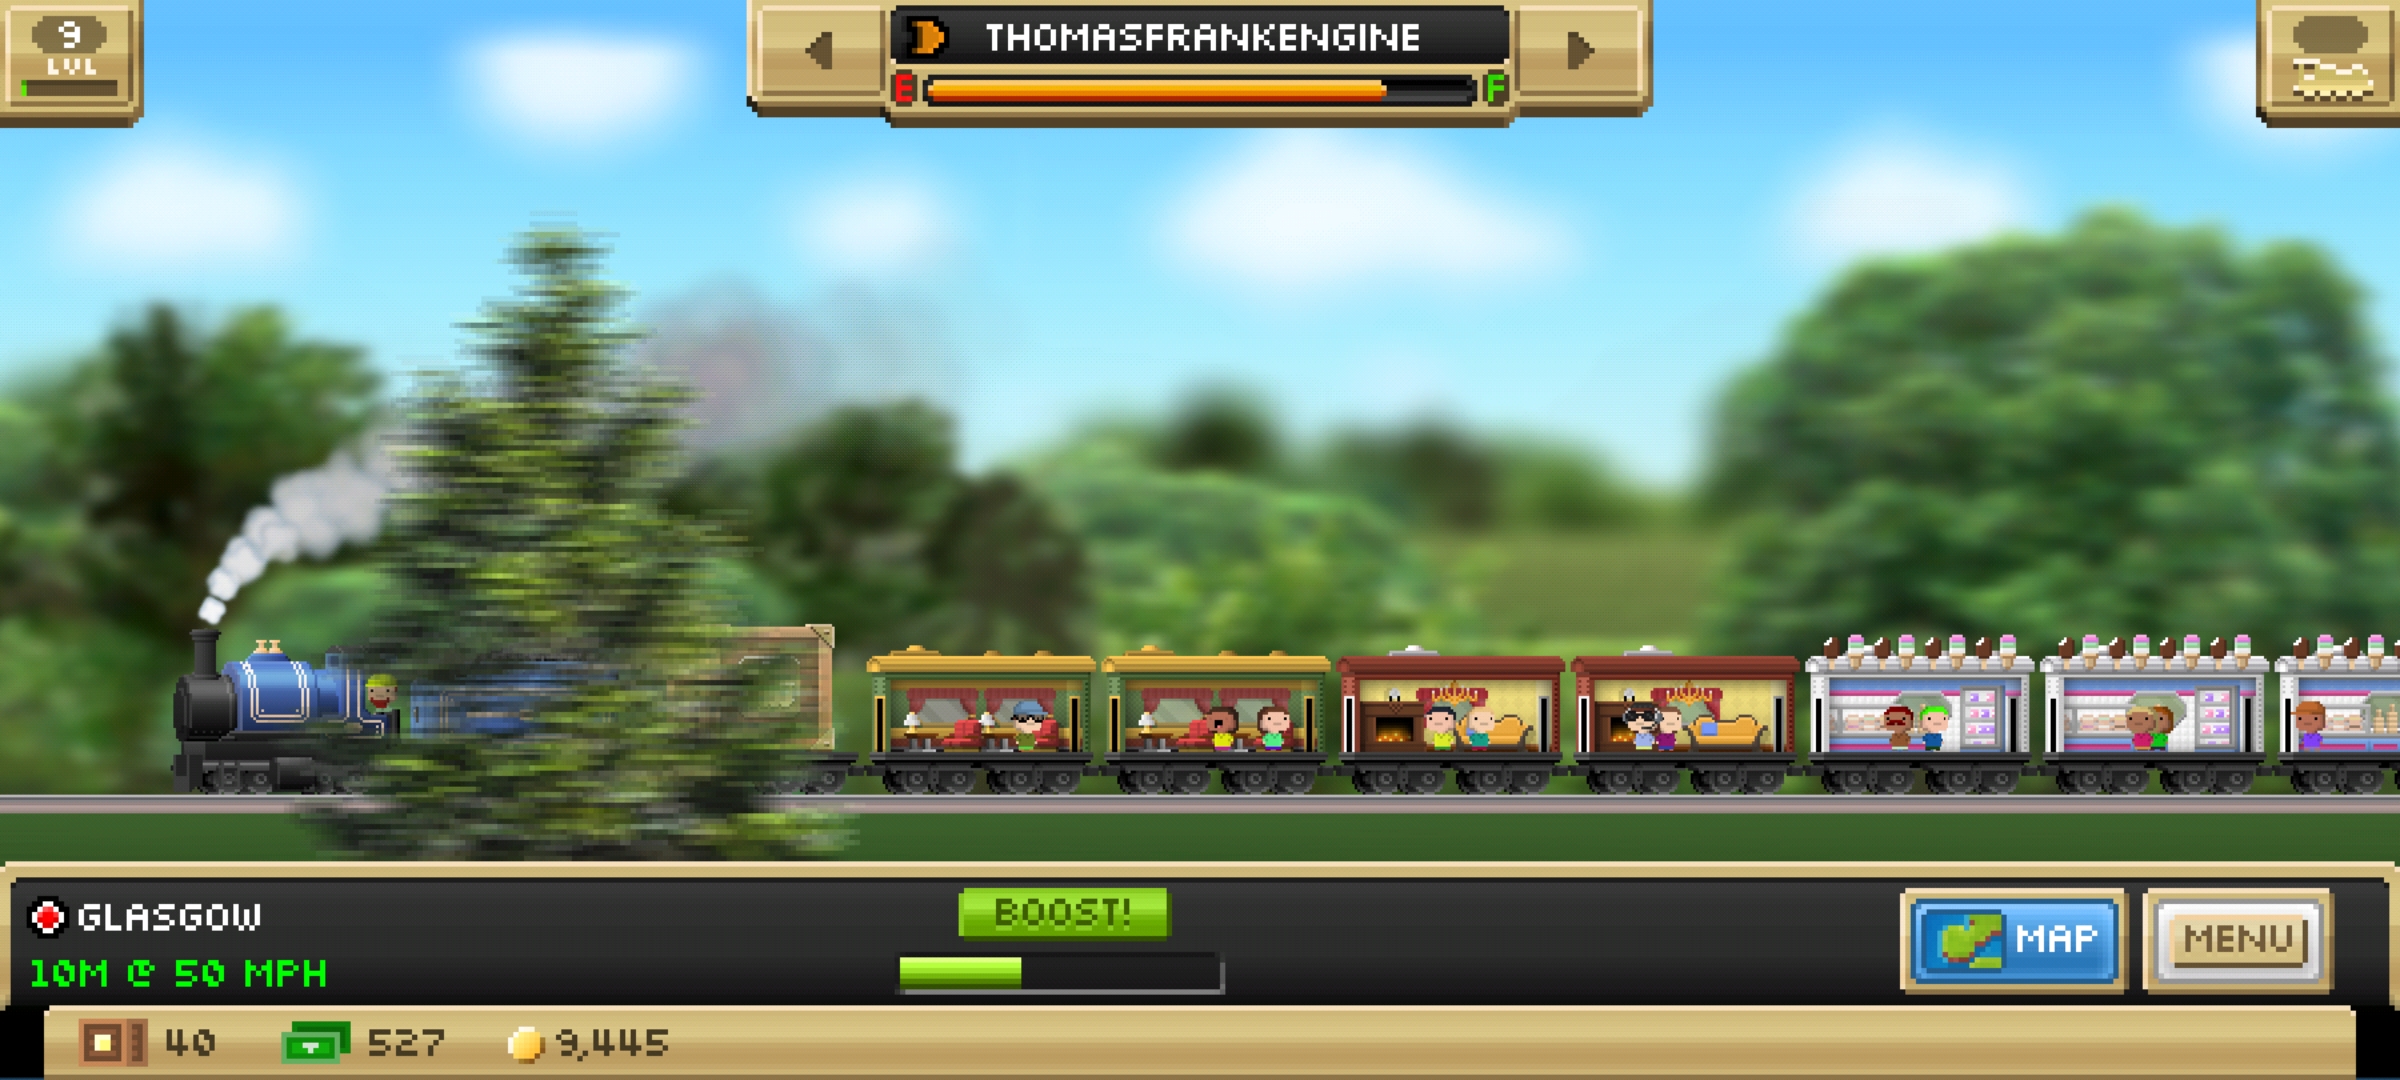 9
LVL
THOMASFRANKENGINE
E F
GLASGOW
10M @ 50 MPH
BOOST!
MAP
MENU
40
527
9,445